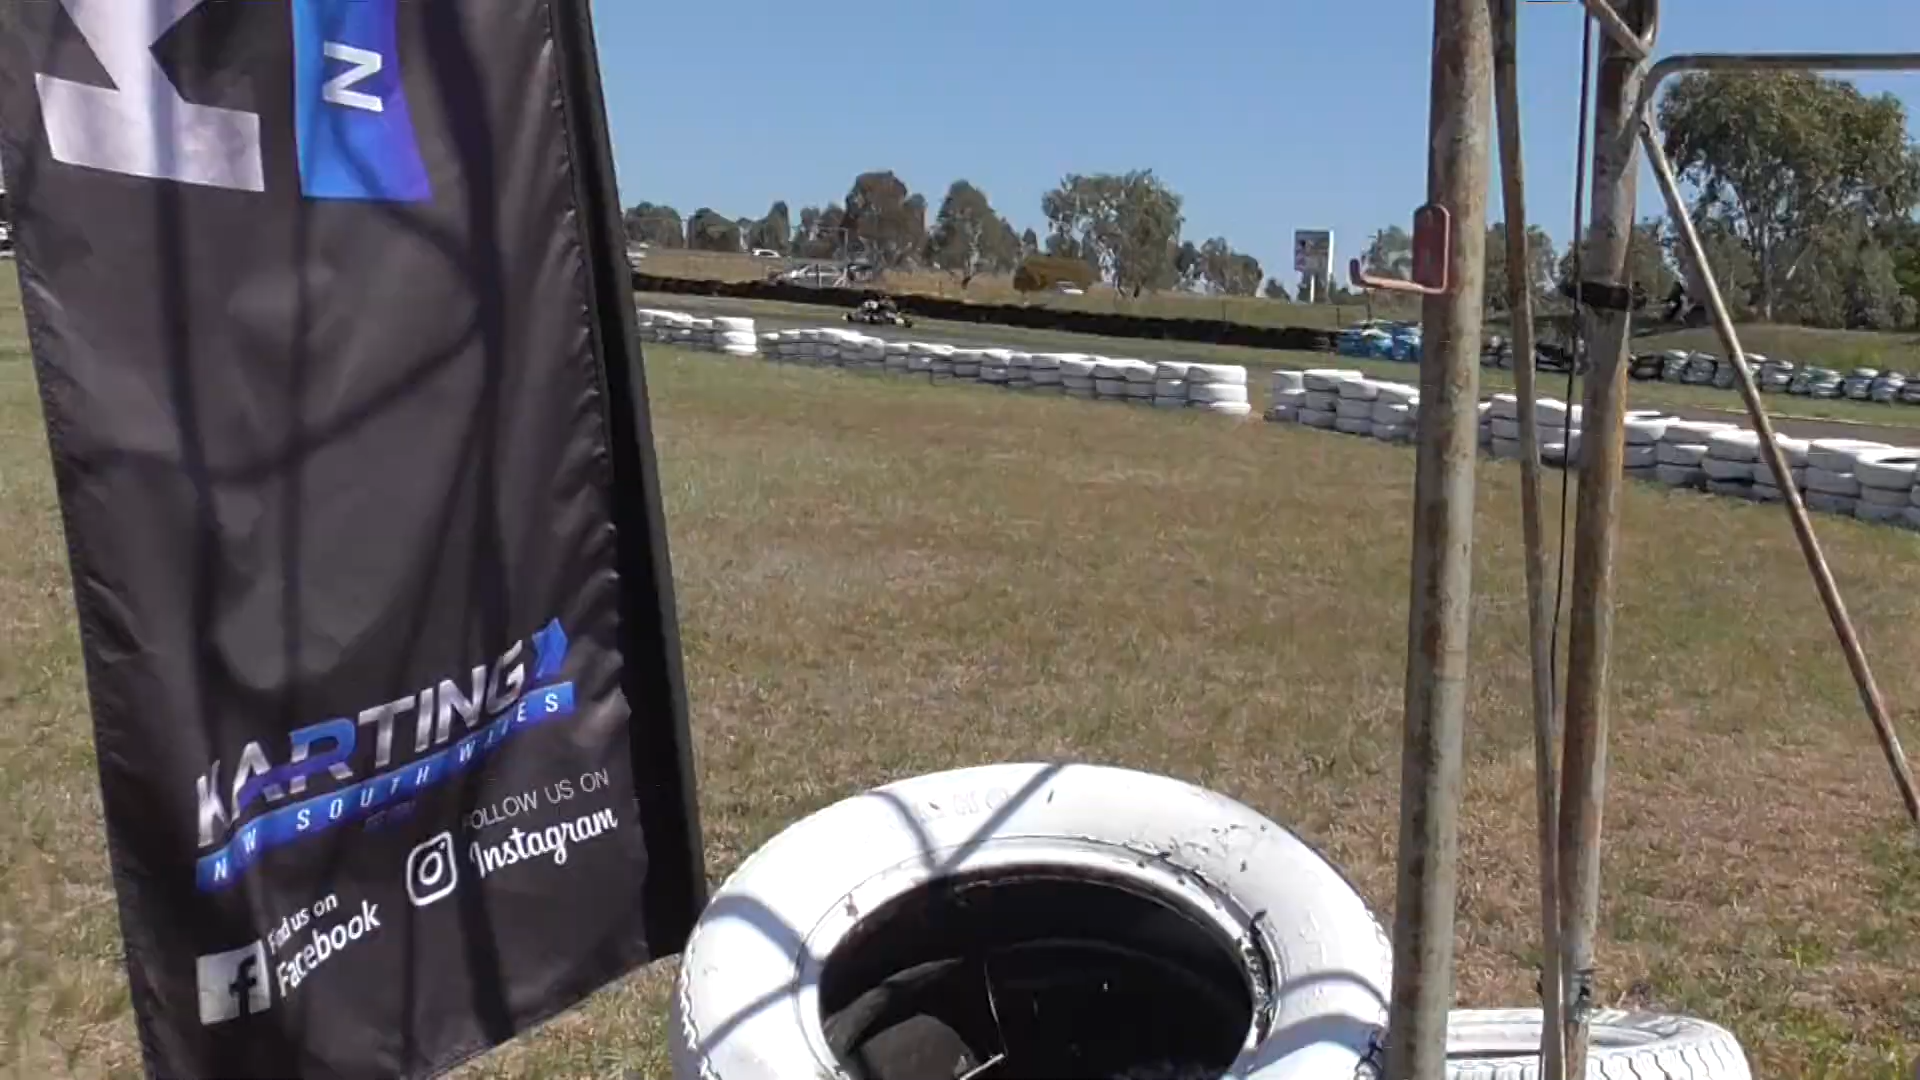 N
KARTING
NEW SOUTH WALES
FOLLOW US ON
Instagram
Find us on
Facebook